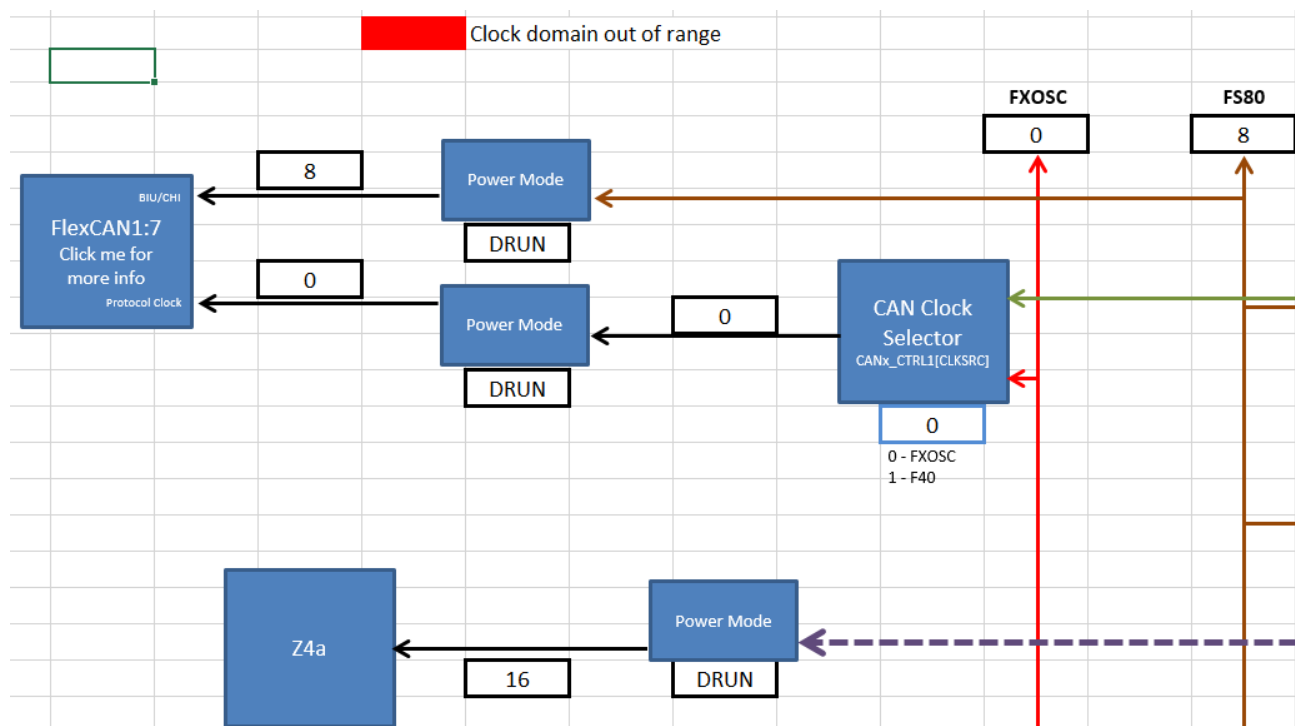 Clock domain out of range
FXOSC
FS80
0
8
8
Power Mode
BIU/CHI
FlexCAN1:7
Click me for
more info
Protocol Clock
DRUN
0
Power Mode
DRUN
0
CAN Clock
Selector
CANx_CTRL1[CLKSRC]
0
0 - FXOSC
1 - F40
Z4a
16
Power Mode
DRUN